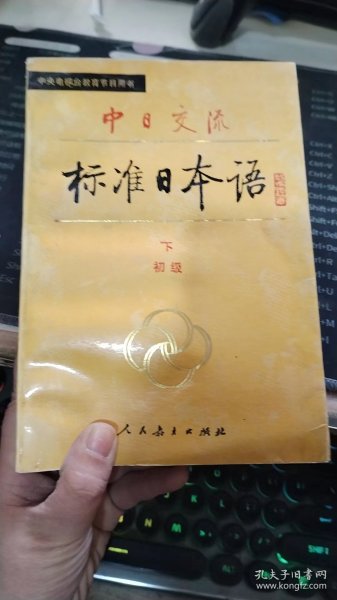 中央电视台教育节目用书
中日交流
标准日本语
下
初级
人民教育出版社
SHIFT
孔夫子旧书网
www.kongfz.com